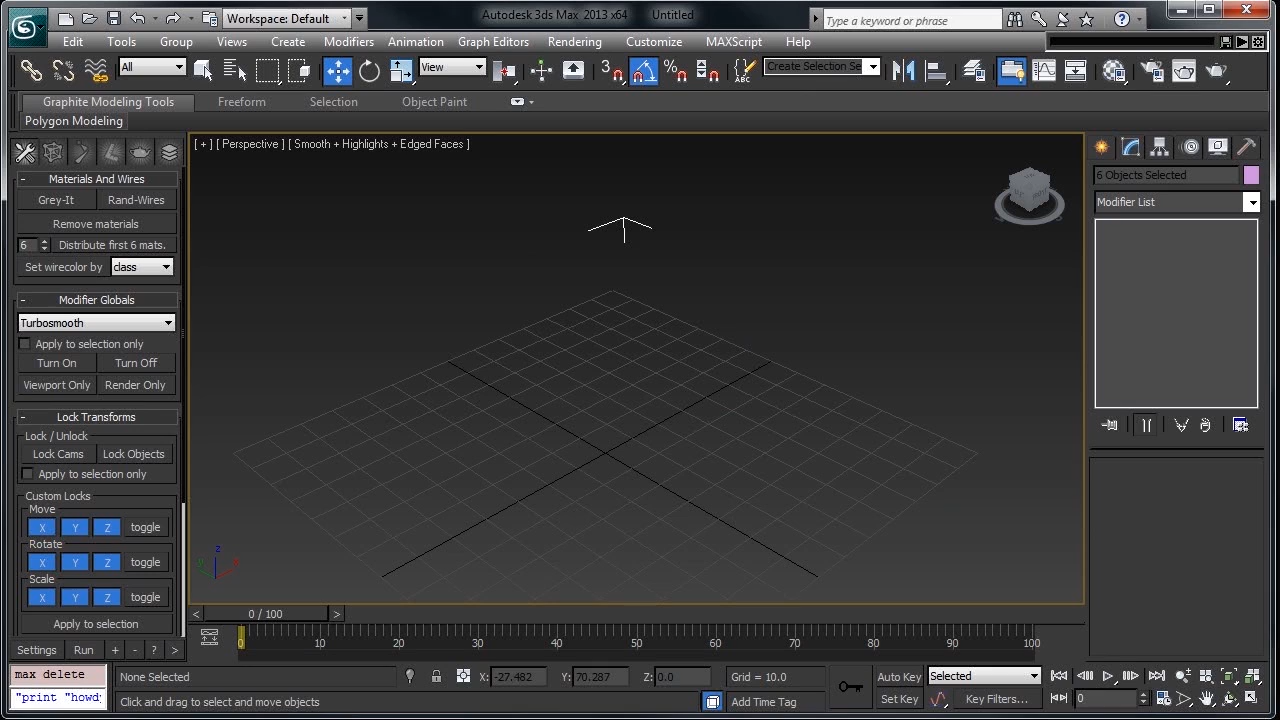 Workspace: Default
Autodesk 3ds Max 2013 x64 Untitled
Type a keyword or phrase
Edit Tools Group Views Create Modifiers Animation Graph Editors Rendering Customize MAXScript Help
All
View
3
%
ABC
Create Selection Se
Graphite Modeling Tools Freeform Selection Object Paint
Polygon Modeling
[ + ] [ Perspective ] [ Smooth + Highlights + Edged Faces ]
- Materials And Wires
Grey-It Rand-Wires
Remove materials
6 Distribute first 6 mats.
Set wirecolor by class
- Modifier Globals
Turbosmooth
Apply to selection only
Turn On Turn Off
Viewport Only Render Only
- Lock Transforms
Lock / Unlock
Lock Cams Lock Objects
Apply to selection only
Custom Locks
Move
X Y Z toggle
Rotate
X Y Z toggle
Scale
X Y Z toggle
Apply to selection
Settings Run + - ? >
6 Objects Selected
Modifier List
z
< 0 / 100 >
0 10 20 30 40 50 60 70 80 90 100
max delete
"print "howdy
None Selected
X: -27.482 Y: 70.287 Z: 0.0
Grid = 10.0
Auto Key Selected
Click and drag to select and move objects
Add Time Tag
Set Key Key Filters...
0